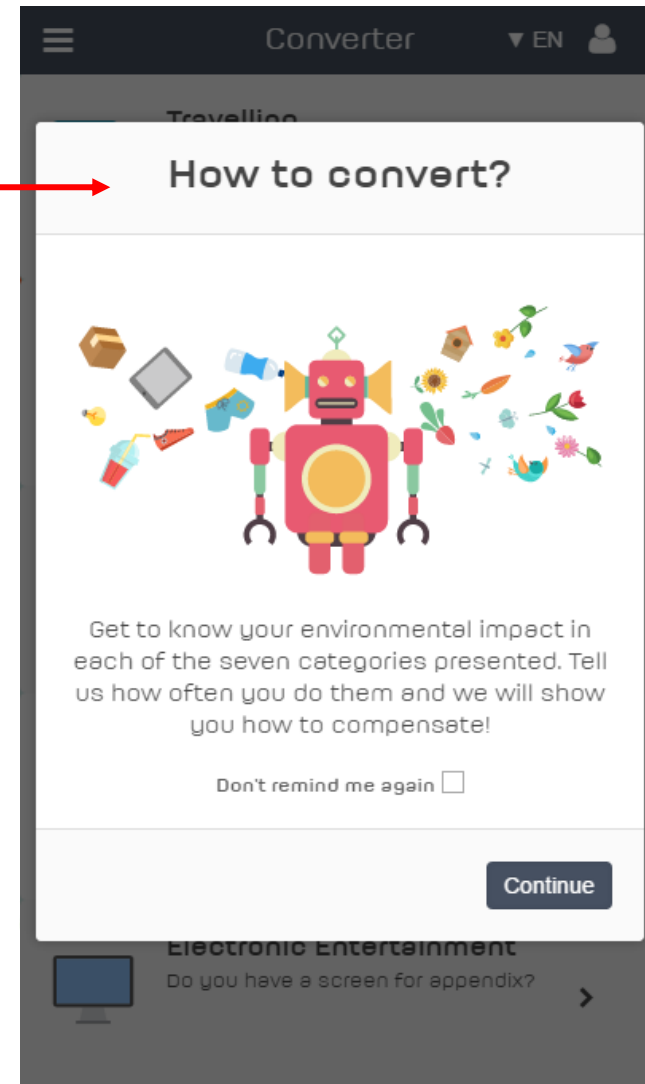 Converter ▼ EN
Travelling
How to convert?
Get to know your environmental impact in
each of the seven categories presented. Tell
us how often you do them and we will show
you how to compensate!
Don't remind me again
Continue
Electronic Entertainment
Do you have a screen for appendix?